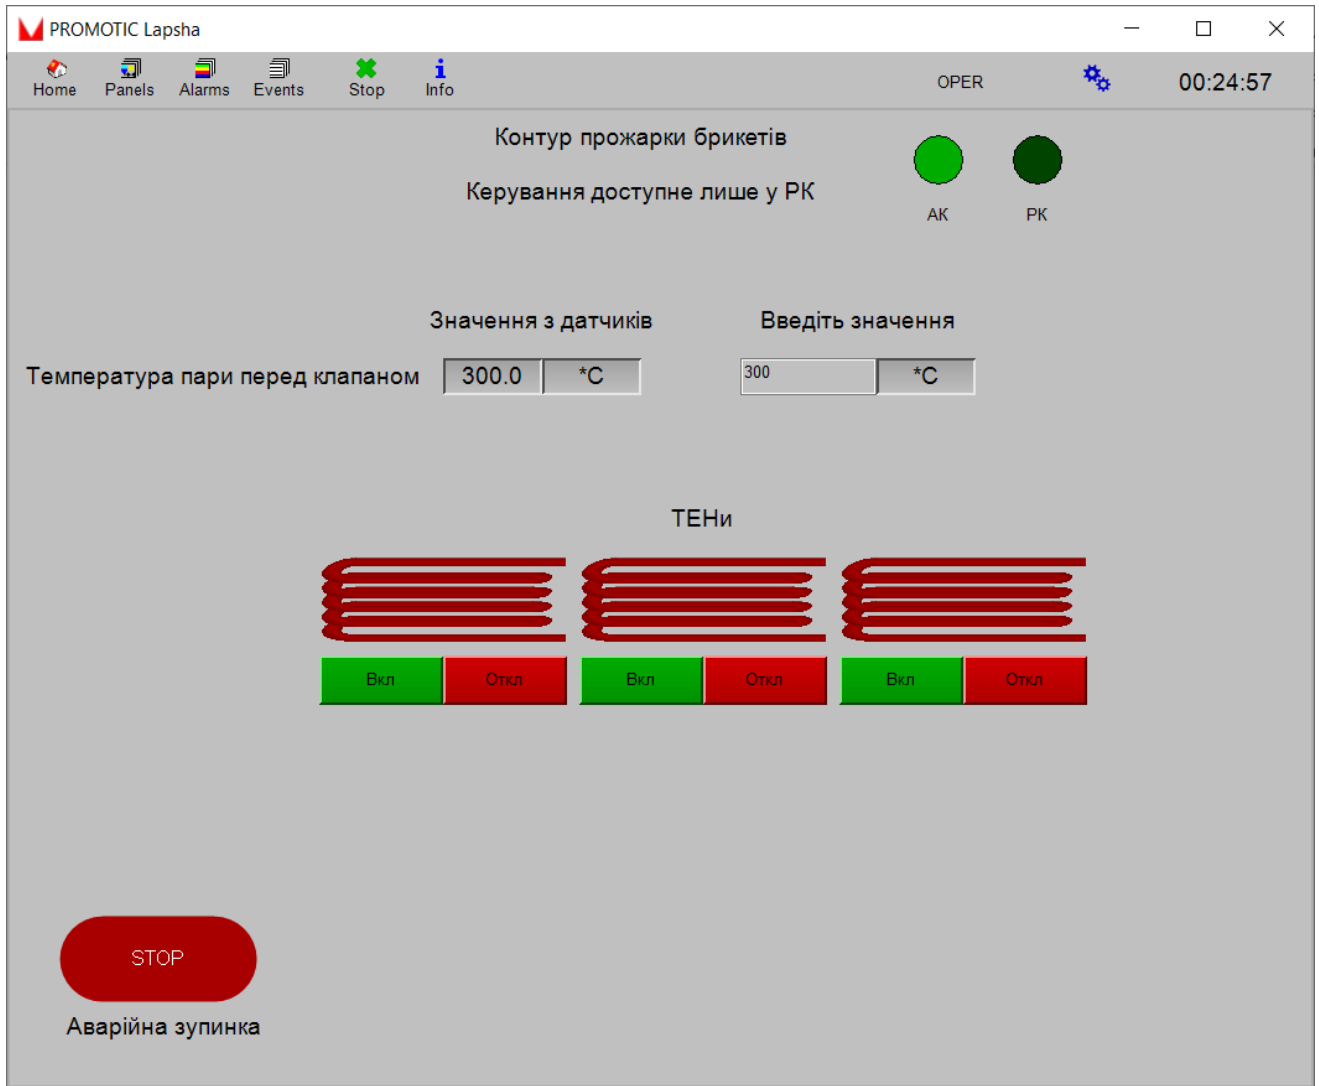 PROMOTIC Lapsha
Home Panels Alarms Events Stop Info OPER 00:24:57
Контур прожарки брикетів
Керування доступне лише у РК
АК РК
Значення з датчиків Введіть значення
Температура пари перед клапаном 300.0 *C 300 *C
ТЕНи
Вкл Откл Вкл Откл Вкл Откл
STOP
Аварійна зупинка